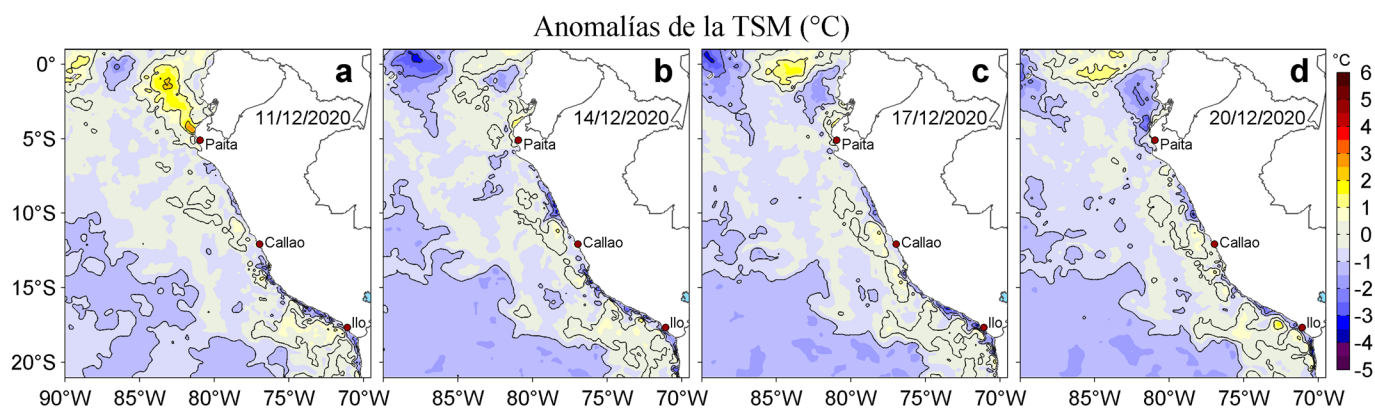 Anomalías de la TSM (°C)
a
b
c
d
11/12/2020
14/12/2020
17/12/2020
20/12/2020
Paita
Callao
Ilo
Paita
Callao
Ilo
Paita
Callao
Ilo
Paita
Callao
Ilo
0°
5°S
10°S
15°S
20°S
90°W 85°W 80°W 75°W 70°W
85°W 80°W 75°W 70°W
85°W 80°W 75°W 70°W
85°W 80°W 75°W 70°W
°C
6
5
4
3
2
1
0
-1
-2
-3
-4
-5